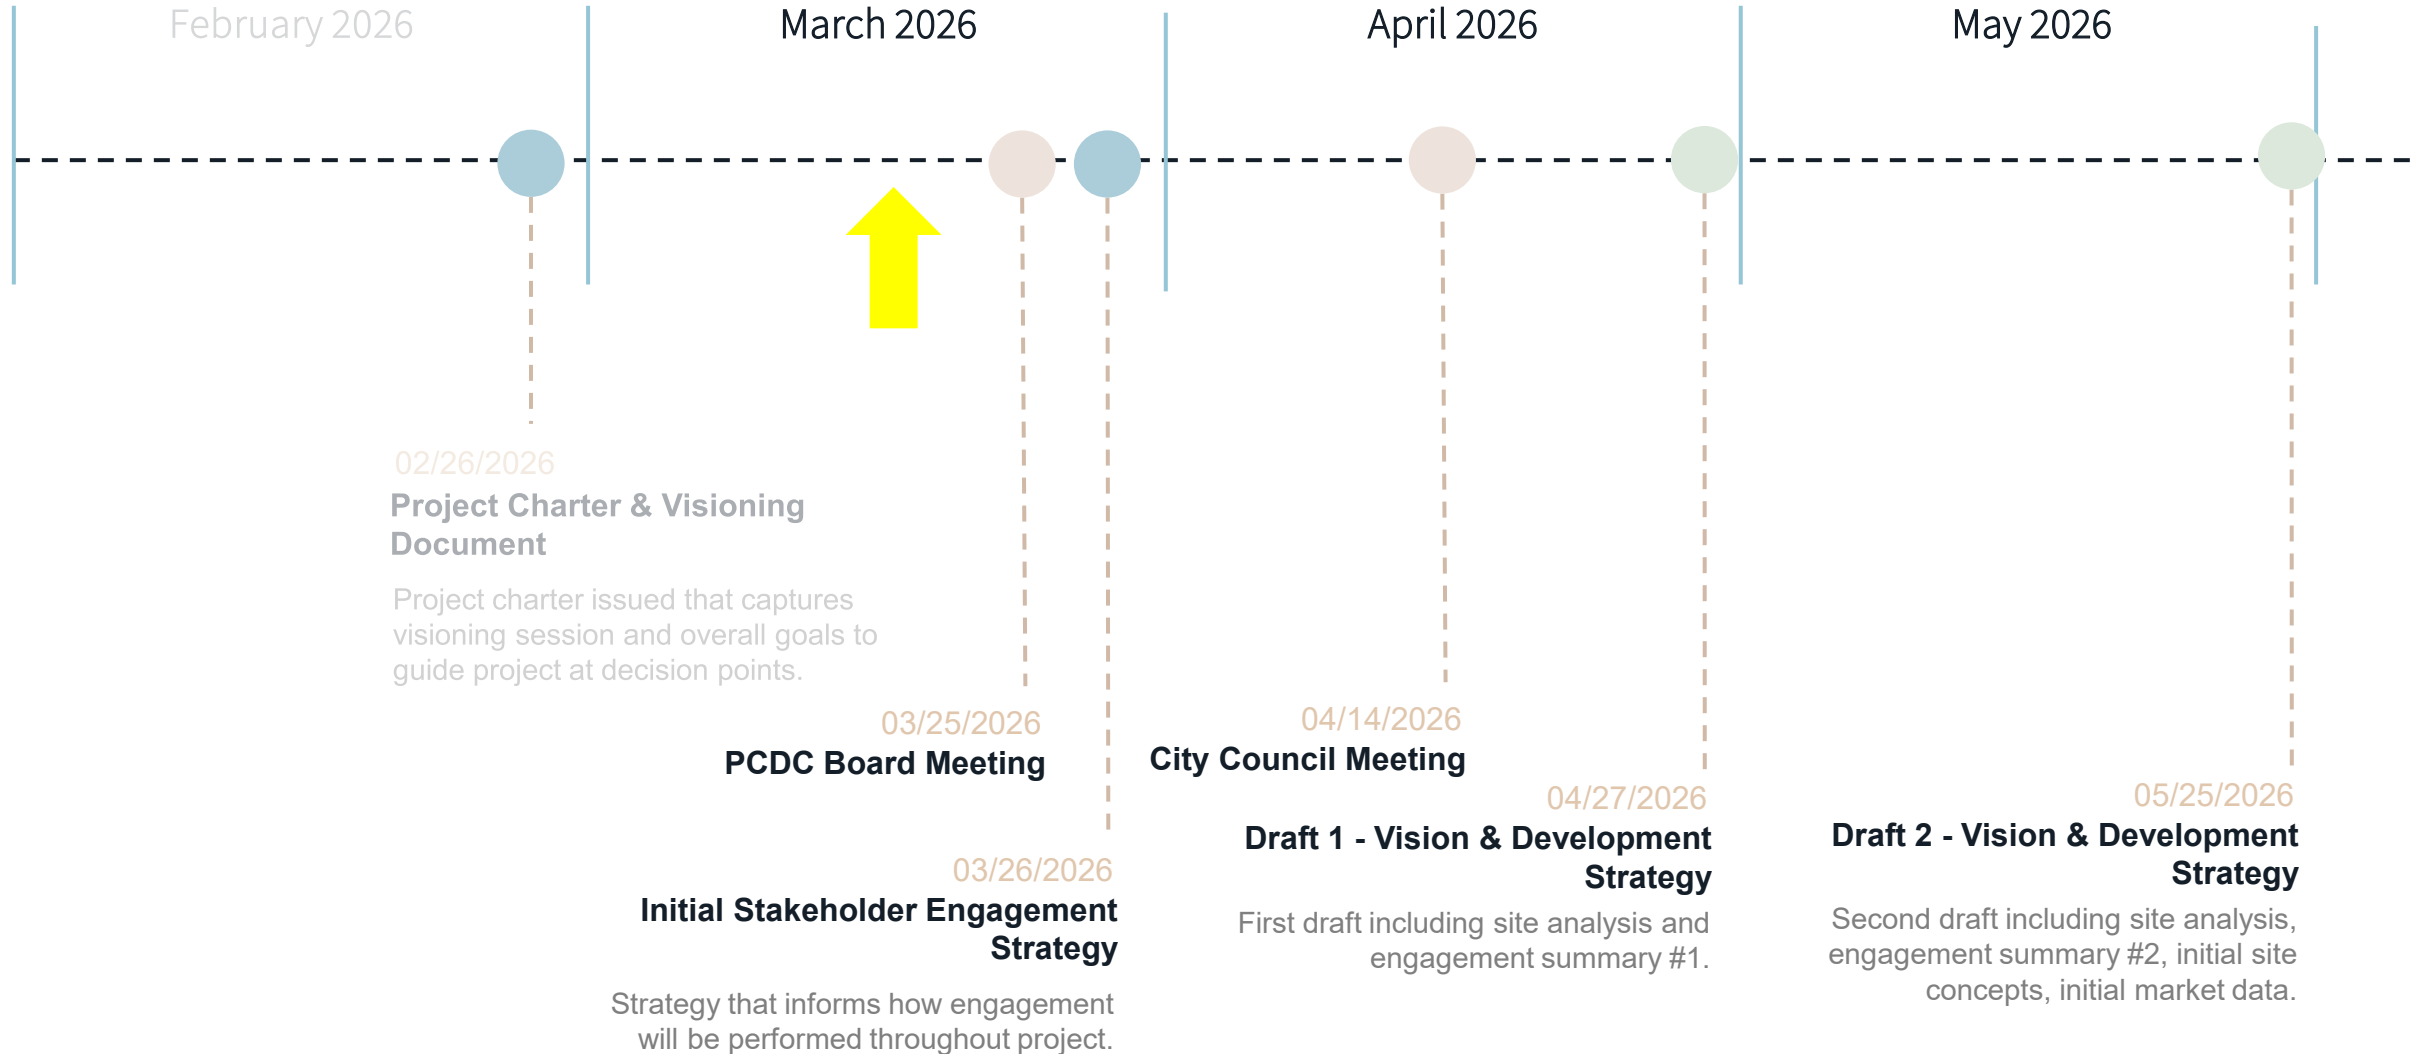 February 2026
March 2026
April 2026
May 2026
02/26/2026
Project Charter & Visioning
Document
Project charter issued that captures
visioning session and overall goals to
guide project at decision points.
03/25/2026
PCDC Board Meeting
03/26/2026
Initial Stakeholder Engagement
Strategy
Strategy that informs how engagement
will be performed throughout project.
04/14/2026
City Council Meeting
04/27/2026
Draft 1 - Vision & Development
Strategy
First draft including site analysis and
engagement summary #1.
05/25/2026
Draft 2 - Vision & Development
Strategy
Second draft including site analysis,
engagement summary #2, initial site
concepts, initial market data.